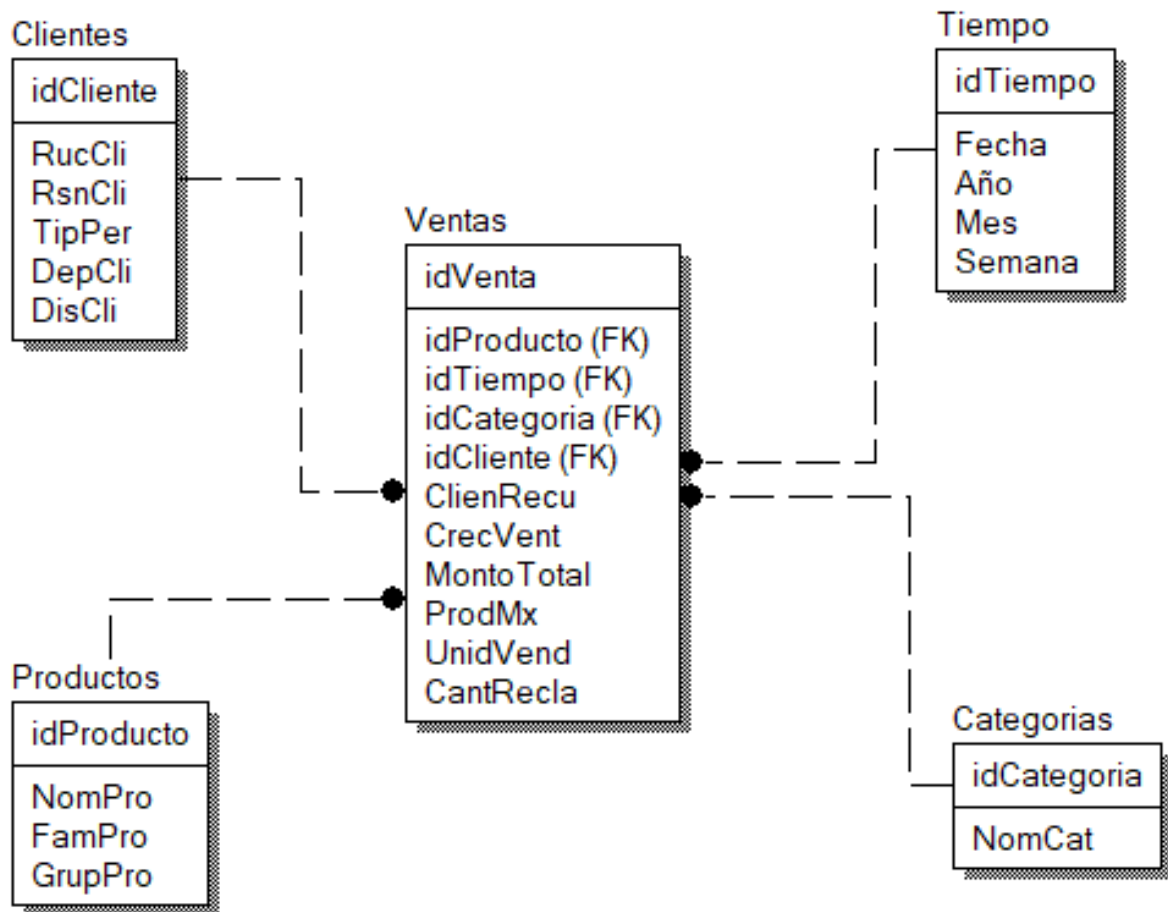 Clientes
idCliente
RucCli
RsnCli
TipPer
DepCli
DisCli
Tiempo
idTiempo
Fecha
Año
Mes
Semana
Ventas
idVenta
idProducto (FK)
idTiempo (FK)
idCategoria (FK)
idCliente (FK)
ClienRecu
CrecVent
MontoTotal
ProdMx
UnidVend
CantRecla
Productos
idProducto
NomPro
FamPro
GrupPro
Categorias
idCategoria
NomCat